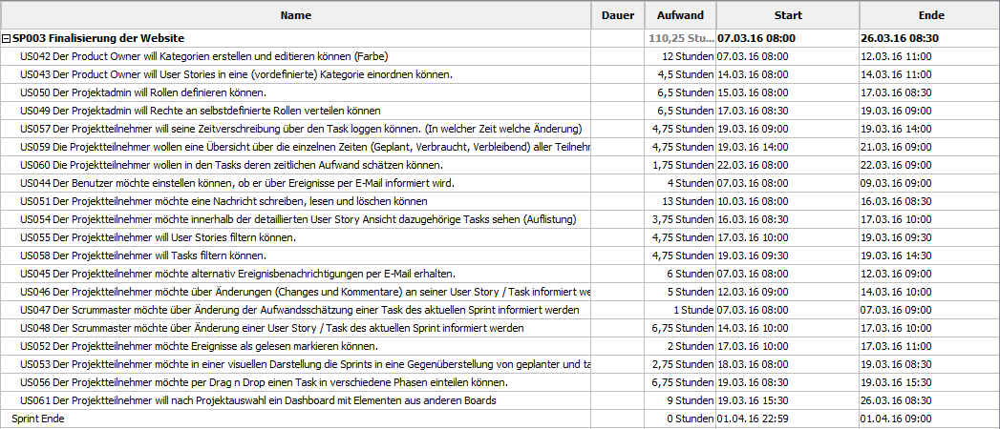 Name Dauer Aufwand Start Ende
SP003 Finalisierung der Website 110,25 Stu... 07.03.16 08:00 26.03.16 08:30
US042 Der Product Owner will Kategorien erstellen und editieren können (Farbe) 12 Stunden 07.03.16 08:00 12.03.16 11:00
US043 Der Product Owner will User Stories in eine (vordefinierte) Kategorie einordnen können. 4,5 Stunden 14.03.16 08:00 14.03.16 11:00
US050 Der Projektadmin will Rollen definieren können. 6,5 Stunden 15.03.16 08:00 17.03.16 08:30
US049 Der Projektadmin will Rechte an selbstdefinierte Rollen verteilen können 6,5 Stunden 17.03.16 08:30 19.03.16 09:00
US057 Der Projektteilnehmer will seine Zeitverschreibung über den Task loggen können. (In welcher Zeit welche Änderung) 4,75 Stunden 19.03.16 09:00 19.03.16 14:00
US059 Die Projektteilnehmer wollen eine Übersicht über die einzelnen Zeiten (Geplant, Verbraucht, Verbleibend) aller Teilnehr 4,75 Stunden 19.03.16 14:00 21.03.16 09:00
US060 Die Projektteilnehmer wollen in den Tasks deren zeitlichen Aufwand schätzen können. 1,75 Stunden 22.03.16 08:00 22.03.16 09:00
US044 Der Benutzer möchte einstellen können, ob er über Ereignisse per E-Mail informiert wird. 4 Stunden 07.03.16 08:00 09.03.16 09:00
US051 Der Projektteilnehmer möchte eine Nachricht schreiben, lesen und löschen können 13 Stunden 10.03.16 08:00 16.03.16 08:30
US054 Der Projektteilnehmer möchte innerhalb der detaillierten User Story Ansicht dazugehörige Tasks sehen (Auflistung) 3,75 Stunden 16.03.16 08:30 17.03.16 10:00
US055 Der Projektteilnehmer will User Stories filtern können. 4,75 Stunden 17.03.16 10:00 19.03.16 09:30
US058 Der Projektteilnehmer will Tasks filtern können. 4,75 Stunden 19.03.16 09:30 19.03.16 14:30
US045 Der Projektteilnehmer möchte alternativ Ereignisbenachrichtigungen per E-Mail erhalten. 6 Stunden 07.03.16 08:00 12.03.16 09:00
US046 Der Projektteilnehmer möchte über Änderungen (Changes und Kommentare) an seiner User Story / Task informiert we 5 Stunden 12.03.16 09:00 14.03.16 10:00
US047 Der Scrummaster möchte über Änderung der Aufwandsschätzung einer Task des aktuellen Sprint informiert werden 1 Stunde 07.03.16 08:00 07.03.16 09:00
US048 Der Scrummaster möchte über Änderung einer User Story / Task des aktuellen Sprint informiert werden 6,75 Stunden 14.03.16 10:00 17.03.16 10:00
US052 Der Projektteilnehmer möchte Ereignisse als gelesen markieren können. 2 Stunden 17.03.16 10:00 17.03.16 11:00
US053 Der Projektteilnehmer möchte in einer visuellen Darstellung die Sprints in eine Gegenüberstellung von geplanter und ta 2,75 Stunden 18.03.16 08:00 19.03.16 08:30
US056 Der Projektteilnehmer möchte per Drag n Drop einen Task in verschiedene Phasen einteilen können. 6,75 Stunden 19.03.16 08:30 19.03.16 15:30
US061 Der Projektteilnehmer will nach Projektauswahl ein Dashboard mit Elementen aus anderen Boards 9 Stunden 19.03.16 15:30 26.03.16 08:30
Sprint Ende 0 Stunden 01.04.16 22:59 01.04.16 09:00